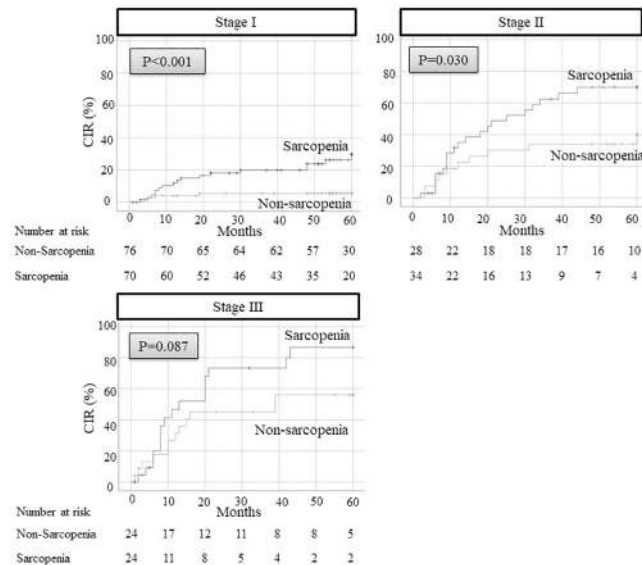 Stage I
Stage II
P<0.001
P=0.030
CIR (%)
100
80
60
40
20
0
Sarcopenia
Non-sarcopenia
0 10 20 30 40 50 60
Months
100
80
60
40
20
0
Sarcopenia
Non-sarcopenia
0 10 20 30 40 50 60
Months
Number at risk
Non-Sarcopenia 76 70 65 64 62 57 30 28 22 18 18 17 16 10
Sarcopenia 70 60 52 46 43 35 20 34 22 16 13 9 7 4
Stage III
P=0.087
CIR (%)
100
80
60
40
20
0
Sarcopenia
Non-sarcopenia
0 10 20 30 40 50 60
Months
Number at risk
Non-Sarcopenia 24 17 12 11 8 8 5
Sarcopenia 24 11 8 5 4 2 2